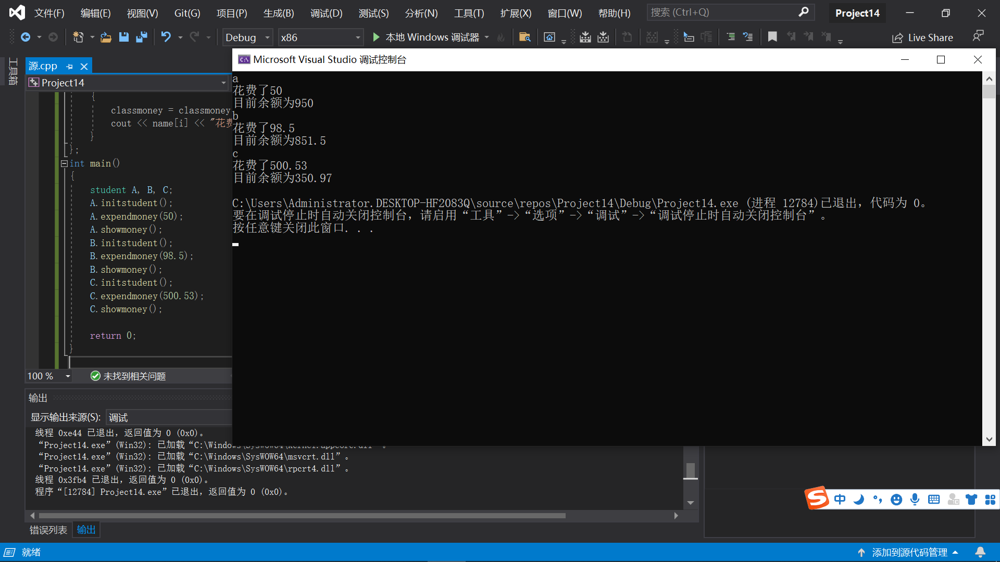 文件(F) 编辑(E) 视图(V) Git(G) 项目(P) 生成(B) 调试(D) 测试(S) 分析(N) 工具(T) 扩展(X) 窗口(W) 帮助(H) 搜索 (Ctrl+Q) Project14
Debug x86 本地 Windows 调试器 Live Share
工具箱
源.cpp
Project14
{
classmoney = classmoney
cout << name[i] << "花费
}
};
int main()
{
student A, B, C;
A.initstudent();
A.expendmoney(50);
A.showmoney();
B.initstudent();
B.expendmoney(98.5);
B.showmoney();
C.initstudent();
C.expendmoney(500.53);
C.showmoney();
return 0;
}
100 % 未找到相关问题
Microsoft Visual Studio 调试控制台
a
花费了50
目前余额为950
b
花费了98.5
目前余额为851.5
c
花费了500.53
目前余额为350.97
C:\Users\Administrator.DESKTOP-HF2083Q\source\repos\Project14\Debug\Project14.exe (进程 12784)已退出，代码为 0。
要在调试停止时自动关闭控制台，请启用“工具”->“选项”->“调试”->“调试停止时自动关闭控制台”。
按任意键关闭此窗口. . .
输出
显示输出来源(S): 调试
线程 0xe44 已退出，返回值为 0 (0x0)。
“Project14.exe”(Win32): 已加载“C:\Windows\SysWOW64\kernel.appcore.dll”。
“Project14.exe”(Win32): 已加载“C:\Windows\SysWOW64\msvcrt.dll”。
“Project14.exe”(Win32): 已加载“C:\Windows\SysWOW64\rpcrt4.dll”。
线程 0x3fb4 已退出，返回值为 0 (0x0)。
程序“[12784] Project14.exe”已退出，返回值为 0 (0x0)。
中
错误列表 输出
就绪 添加到源代码管理